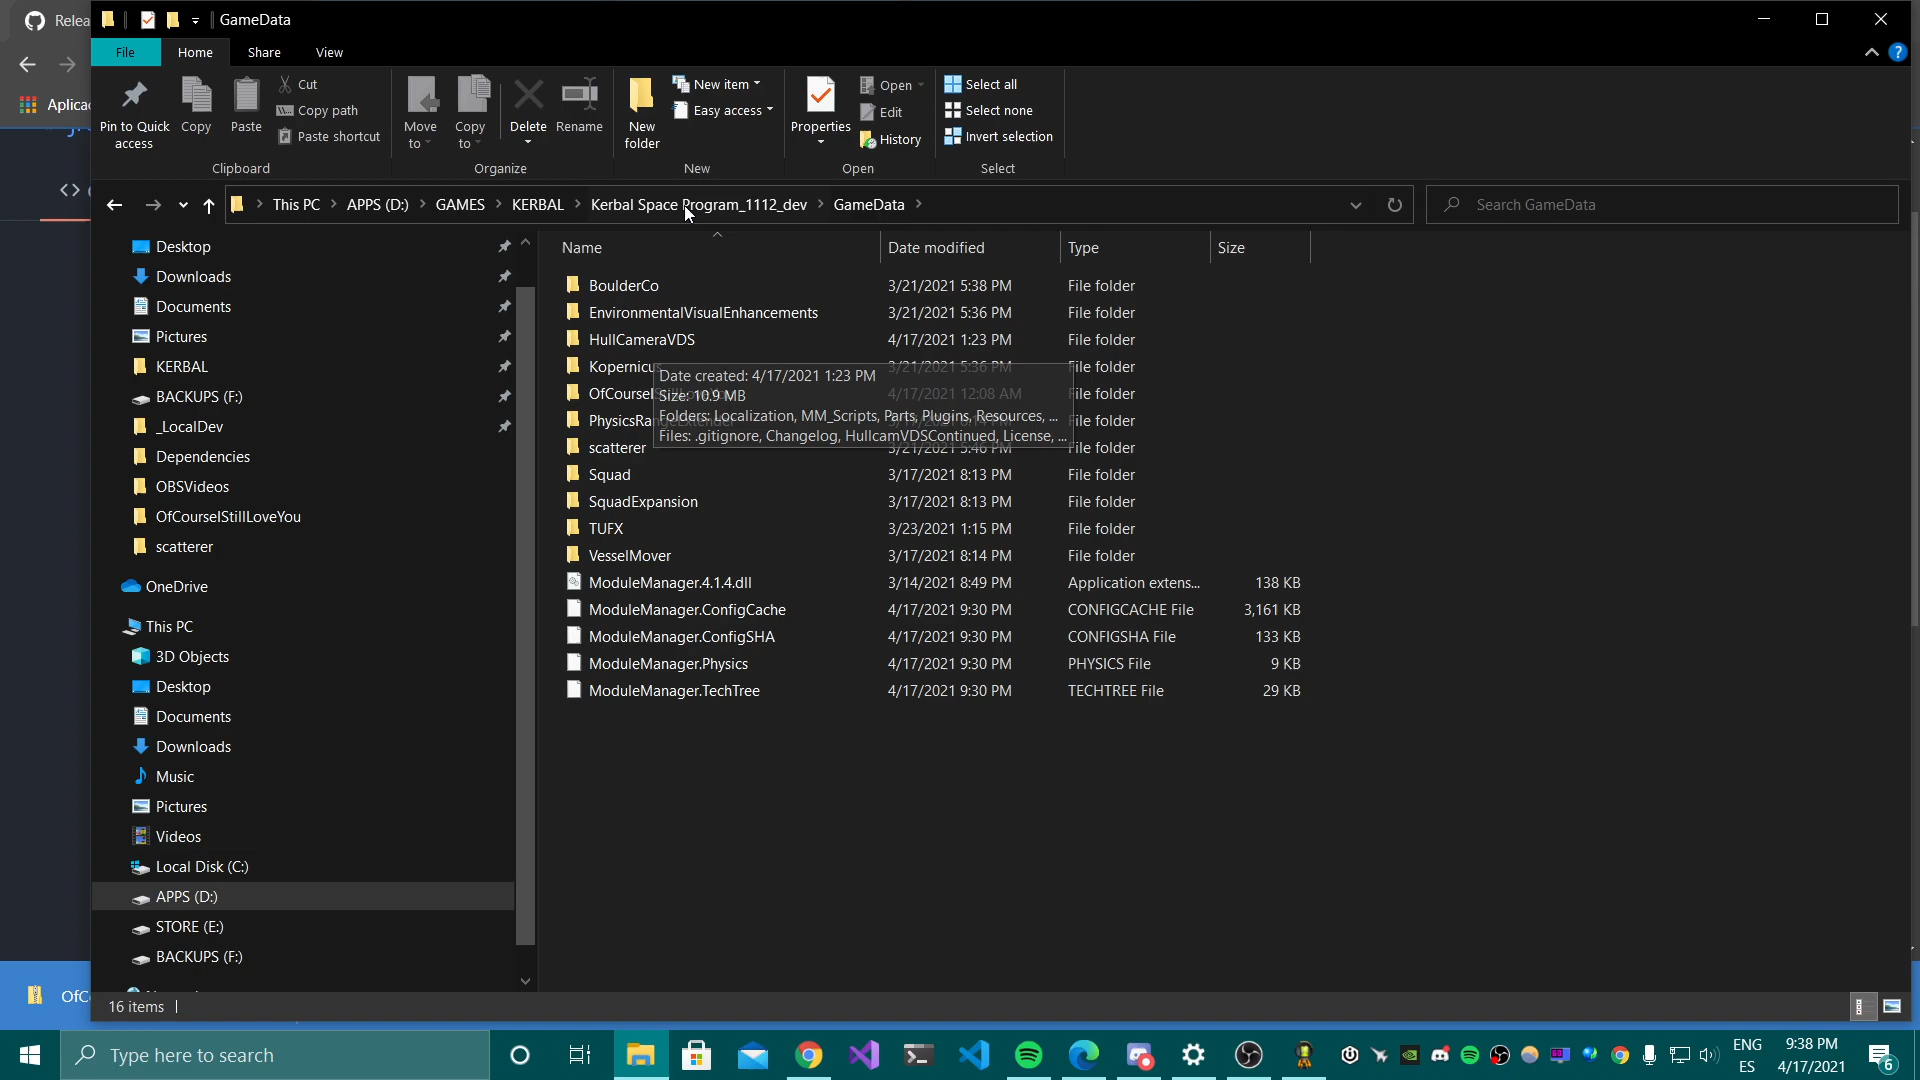 Relea
GameData
File
Home
Share
View
Aplicac
Pin to Quick access
Copy
Paste
Cut
Copy path
Paste shortcut
Clipboard
Move to
Copy to
Delete
Rename
Organize
New folder
New item
Easy access
New
Properties
Open
Edit
History
Open
Select all
Select none
Invert selection
Select
This PC > APPS (D:) > GAMES > KERBAL > Kerbal Space Program_1112_dev > GameData >
Search GameData
Desktop
Downloads
Documents
Pictures
KERBAL
BACKUPS (F:)
_LocalDev
Dependencies
OBSVideos
OfCourseIStillLoveYou
scatterer
OneDrive
This PC
3D Objects
Desktop
Documents
Downloads
Music
Pictures
Videos
Local Disk (C:)
APPS (D:)
STORE (E:)
BACKUPS (F:)
Name Date modified Type Size
BoulderCo 3/21/2021 5:38 PM File folder
EnvironmentalVisualEnhancements 3/21/2021 5:36 PM File folder
HullCameraVDS 4/17/2021 1:23 PM File folder
Kopernicus 3/21/2021 5:36 PM File folder
OfCourseI 4/17/2021 12:08 AM File folder
PhysicsRangeExtender File folder
scatterer 3/21/2021 5:46 PM File folder
Squad 3/17/2021 8:13 PM File folder
SquadExpansion 3/17/2021 8:13 PM File folder
TUFX 3/23/2021 1:15 PM File folder
VesselMover 3/17/2021 8:14 PM File folder
ModuleManager.4.1.4.dll 3/14/2021 8:49 PM Application extens... 138 KB
ModuleManager.ConfigCache 4/17/2021 9:30 PM CONFIGCACHE File 3,161 KB
ModuleManager.ConfigSHA 4/17/2021 9:30 PM CONFIGSHA File 133 KB
ModuleManager.Physics 4/17/2021 9:30 PM PHYSICS File 9 KB
ModuleManager.TechTree 4/17/2021 9:30 PM TECHTREE File 29 KB
Date created: 4/17/2021 1:23 PM
Size: 10.9 MB
Folders: Localization, MM_Scripts, Parts, Plugins, Resources, ...
Files: .gitignore, Changelog, HullcamVDSContinued, License, ...
OfC
16 items
Type here to search
ENG
ES
9:38 PM
4/17/2021
6